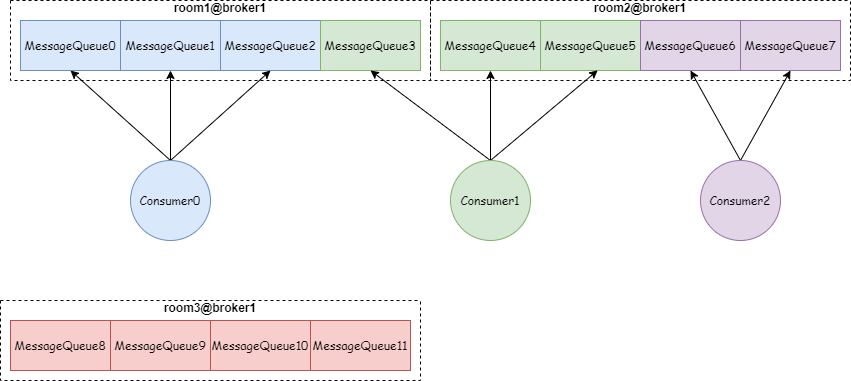 room1@broker1
room2@broker1
MessageQueue0 MessageQueue1 MessageQueue2 MessageQueue3 MessageQueue4 MessageQueue5 MessageQueue6 MessageQueue7
Consumer0 Consumer1 Consumer2
room3@broker1
MessageQueue8 MessageQueue9 MessageQueue10 MessageQueue11